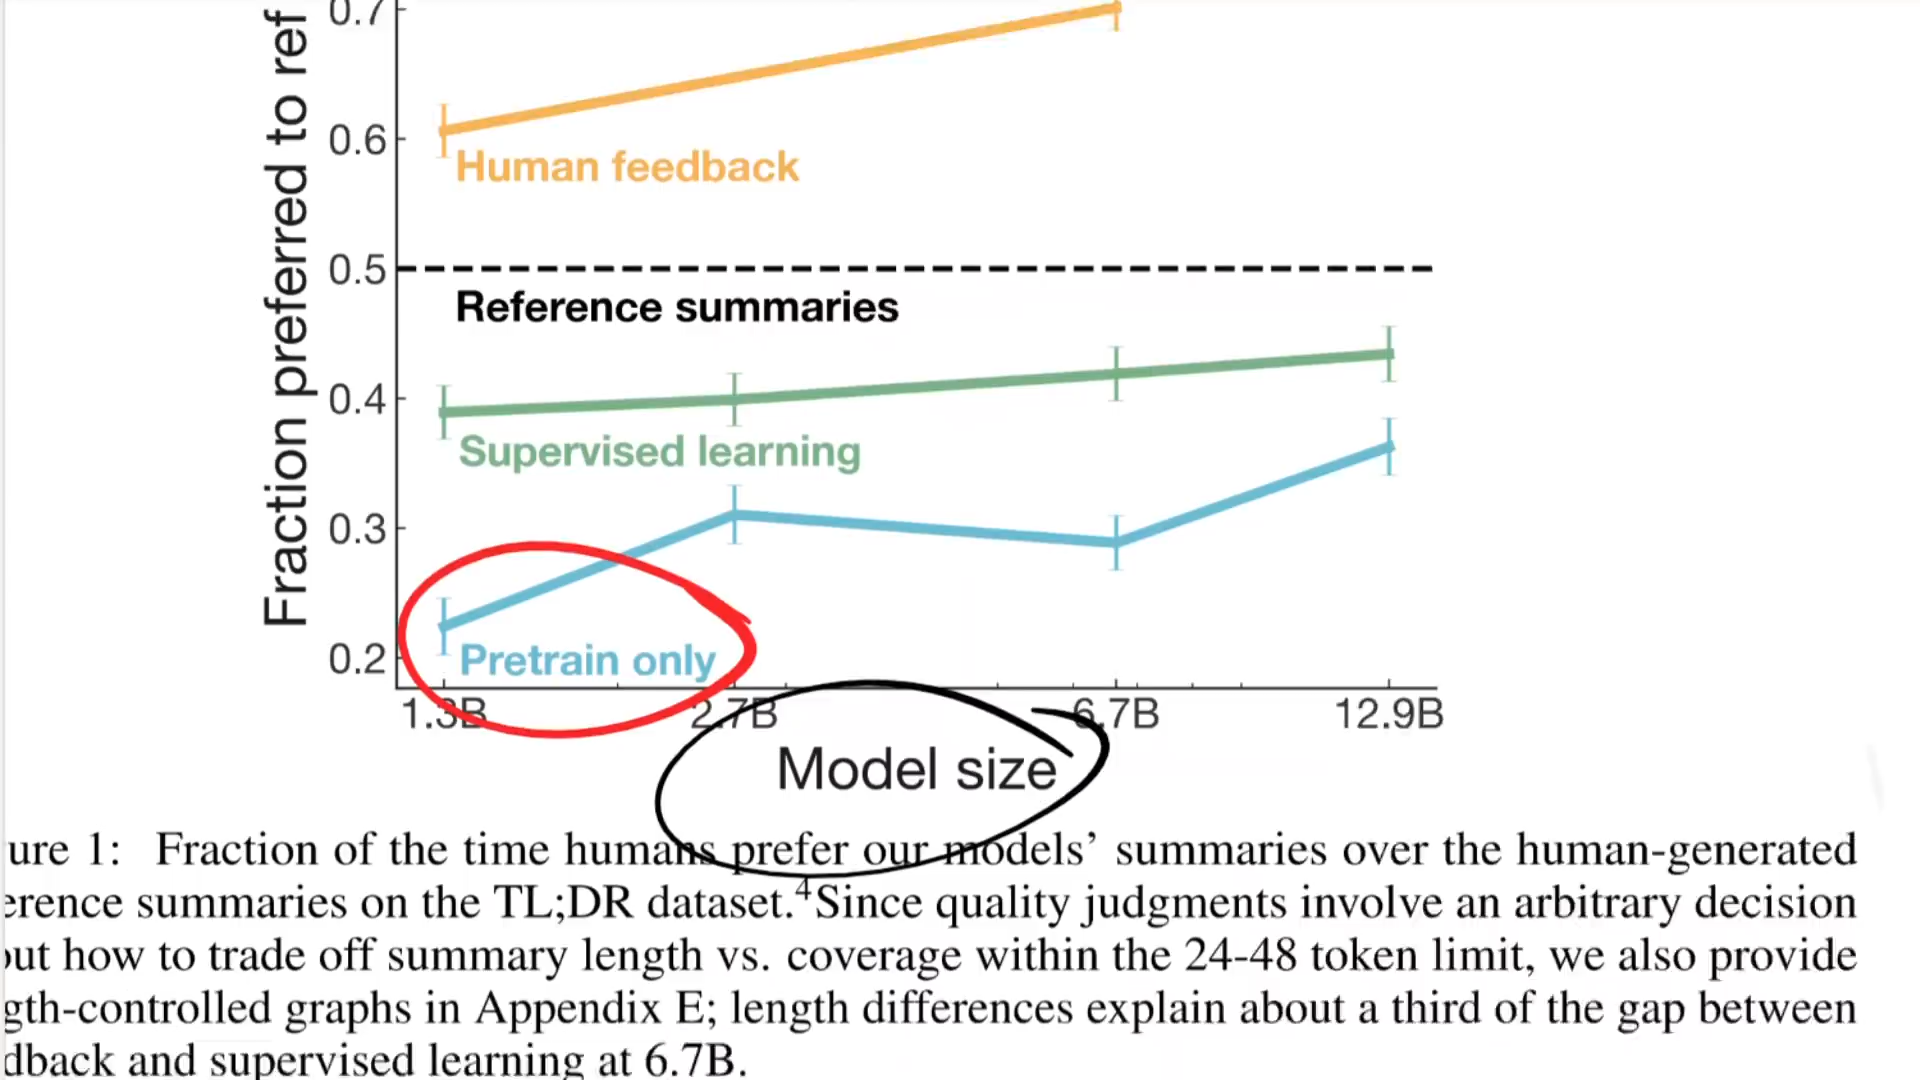 0.7
Fraction preferred to ref
0.6
Human feedback
0.5
Reference summaries
0.4
Supervised learning
0.3
Pretrain only
0.2
1.3B 2.7B 6.7B 12.9B
Model size
ure 1: Fraction of the time humans prefer our models’ summaries over the human-generated
erence summaries on the TL;DR dataset.⁴Since quality judgments involve an arbitrary decision
out how to trade off summary length vs. coverage within the 24-48 token limit, we also provide
gth-controlled graphs in Appendix E; length differences explain about a third of the gap between
dback and supervised learning at 6.7B.